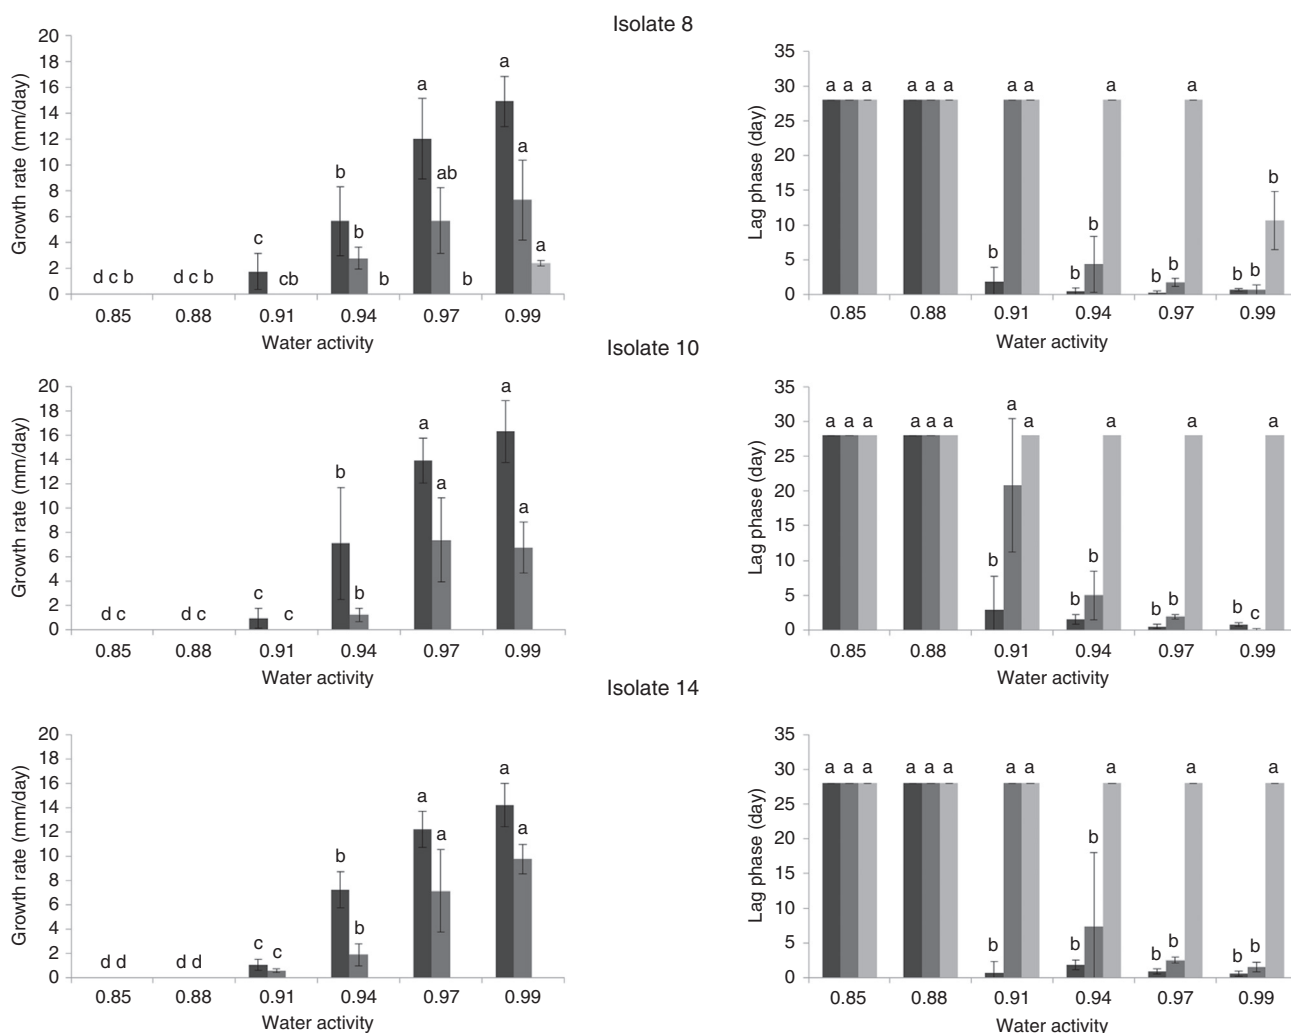 Isolate 8
Growth rate (mm/day)
20
18
16
14
12
10
8
6
4
2
0
d c b d c b c cb b b b a ab b a a a
0.85 0.88 0.91 0.94 0.97 0.99
Water activity
Lag phase (day)
35
30
25
20
15
10
5
0
a a a a a a b a a b b a b b a b b b
0.85 0.88 0.91 0.94 0.97 0.99
Water activity
Isolate 10
Growth rate (mm/day)
20
18
16
14
12
10
8
6
4
2
0
d c d c c c b b a a a a
0.85 0.88 0.91 0.94 0.97 0.99
Water activity
Lag phase (day)
35
30
25
20
15
10
5
0
a a a a a a b a a b b a b b a b c a
0.85 0.88 0.91 0.94 0.97 0.99
Water activity
Isolate 14
Growth rate (mm/day)
20
18
16
14
12
10
8
6
4
2
0
d d d d c c b b a a a a
0.85 0.88 0.91 0.94 0.97 0.99
Water activity
Lag phase (day)
35
30
25
20
15
10
5
0
a a a a a a b a a b b a b b a b b a
0.85 0.88 0.91 0.94 0.97 0.99
Water activity